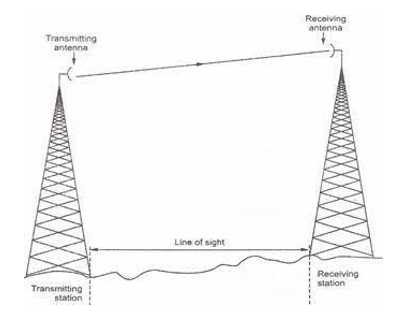 Transmitting
antenna
Receiving
antenna
Line of sight
Transmitting
station
Receiving
station